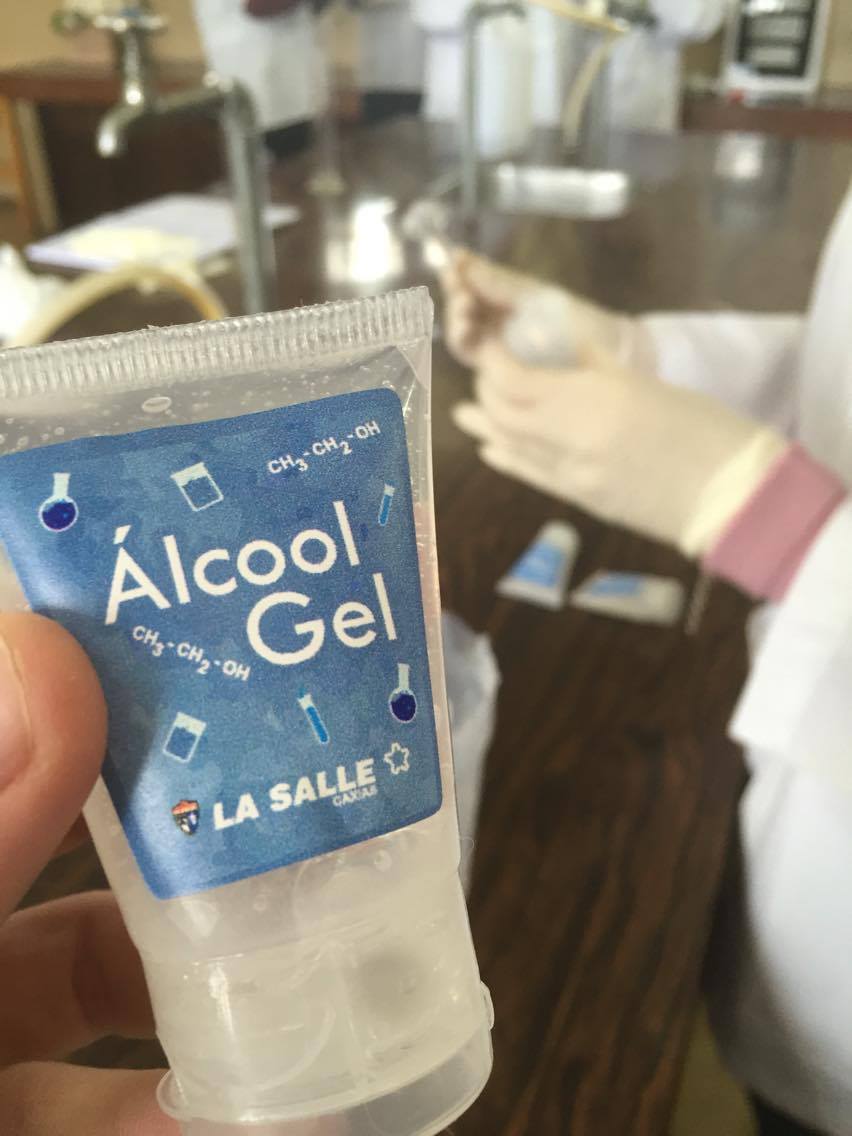 CH₃-CH₂-OH
Álcool
Gel
CH₃-CH₂-OH
LA SALLE
CAXIAS